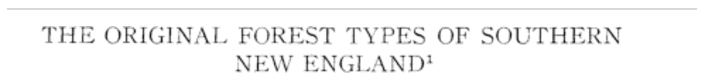 THE ORIGINAL FOREST TYPES OF SOUTHERN
NEW ENGLAND¹